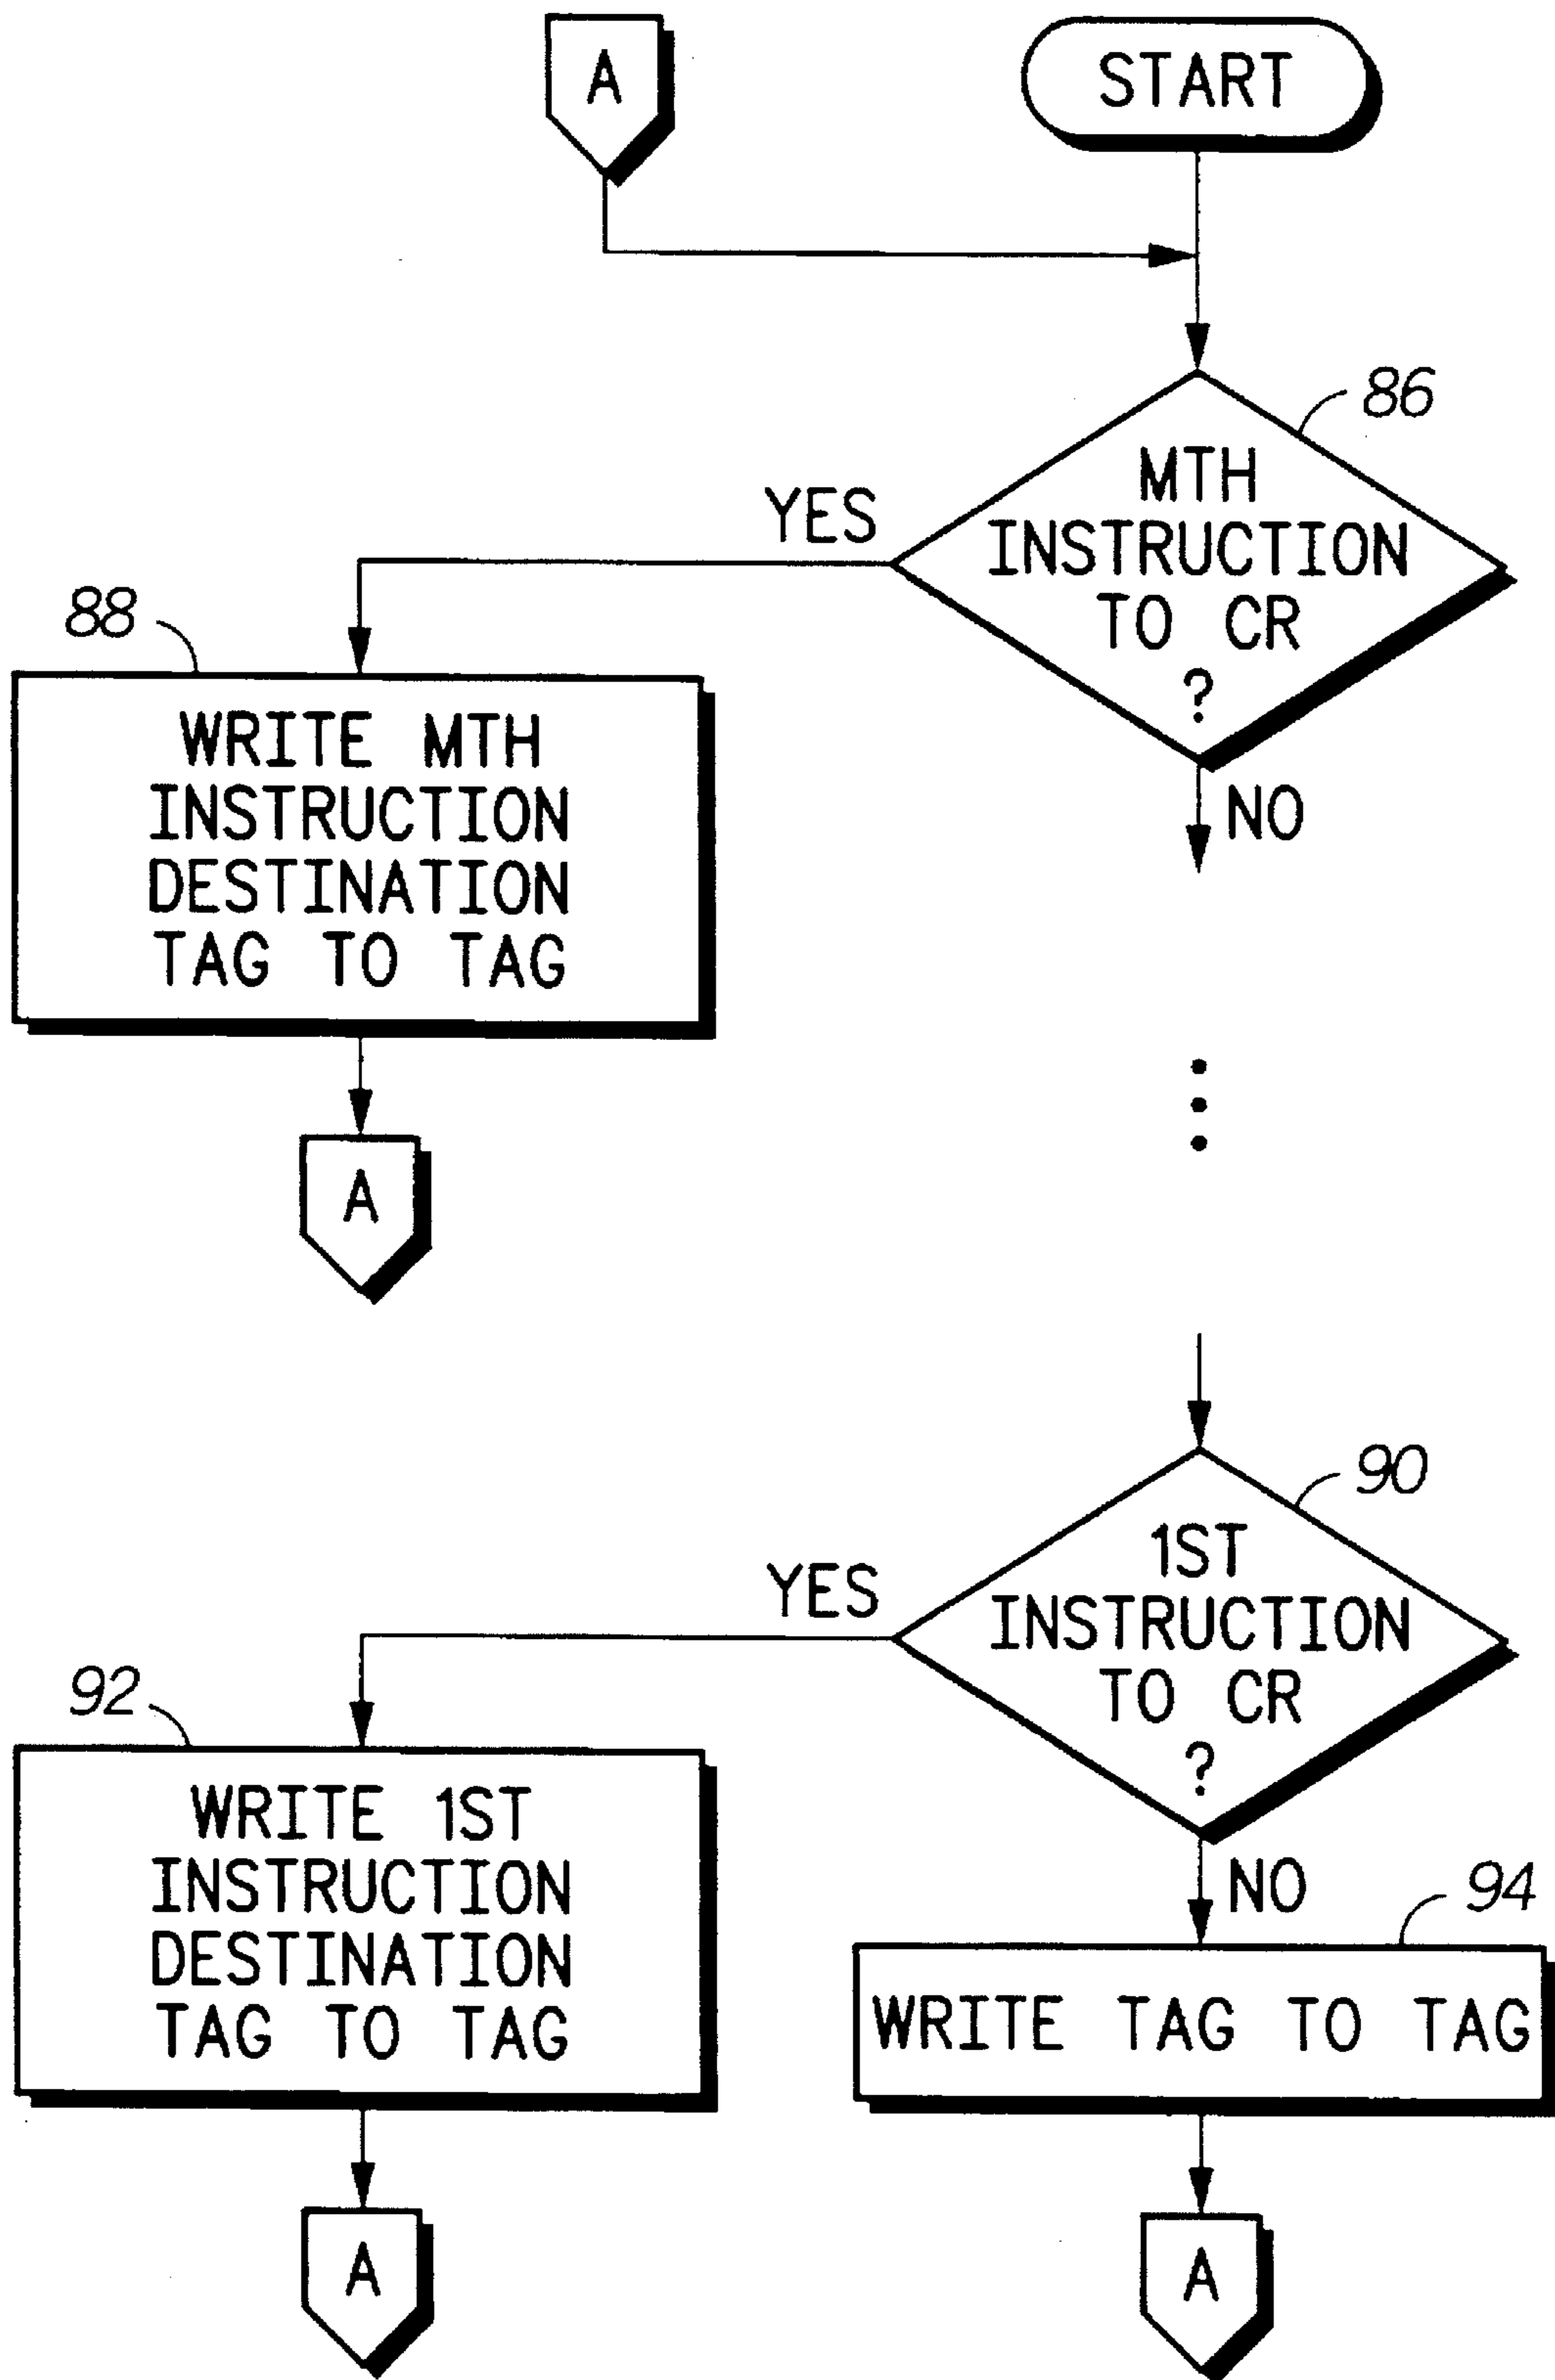 A
START
86
MTH
INSTRUCTION
TO CR
?
YES
NO
88
WRITE MTH
INSTRUCTION
DESTINATION
TAG TO TAG
A
90
1ST
INSTRUCTION
TO CR
?
YES
NO
92
WRITE 1ST
INSTRUCTION
DESTINATION
TAG TO TAG
94
WRITE TAG TO TAG
A
A